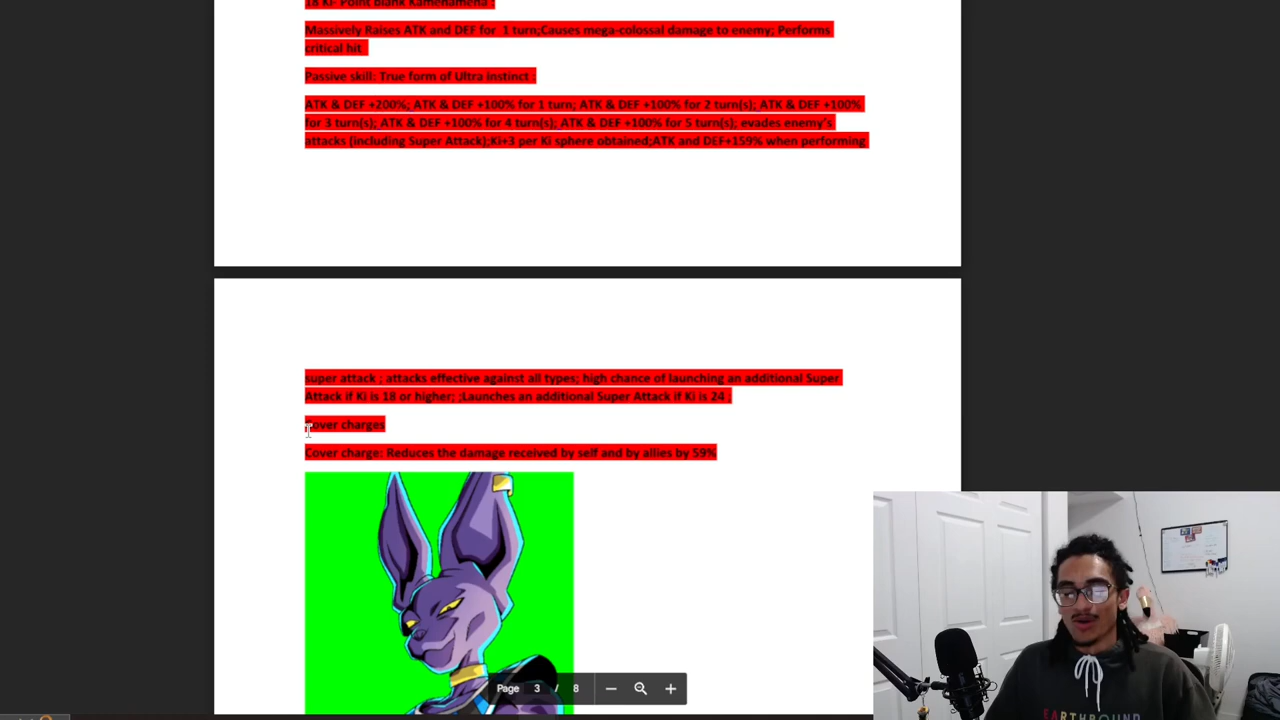 18 KI- Point blank Kamehameha :
Massively Raises ATK and DEF for 1 turn;Causes mega-colossal damage to enemy; Performs
critical hit
Passive skill: True form of Ultra instinct .
ATK & DEF +200%; ATK & DEF +100% for 1 turn; ATK & DEF +100% for 2 turn(s); ATK & DEF +100%
for 3 turn(s); ATK & DEF +100% for 4 turn(s); ATK & DEF +100% for 5 turn(s); evades enemy's
attacks (including Super Attack);Ki+3 per Ki sphere obtained;ATK and DEF+159% when performing
super attack ; attacks effective against all types; high chance of launching an additional Super
Attack if Ki is 18 or higher; ;Launches an additional Super Attack if Ki is 24
Cover charges
Cover charge: Reduces the damage received by self and by allies by 59%
Page 3 / 8
EARTHBOUND